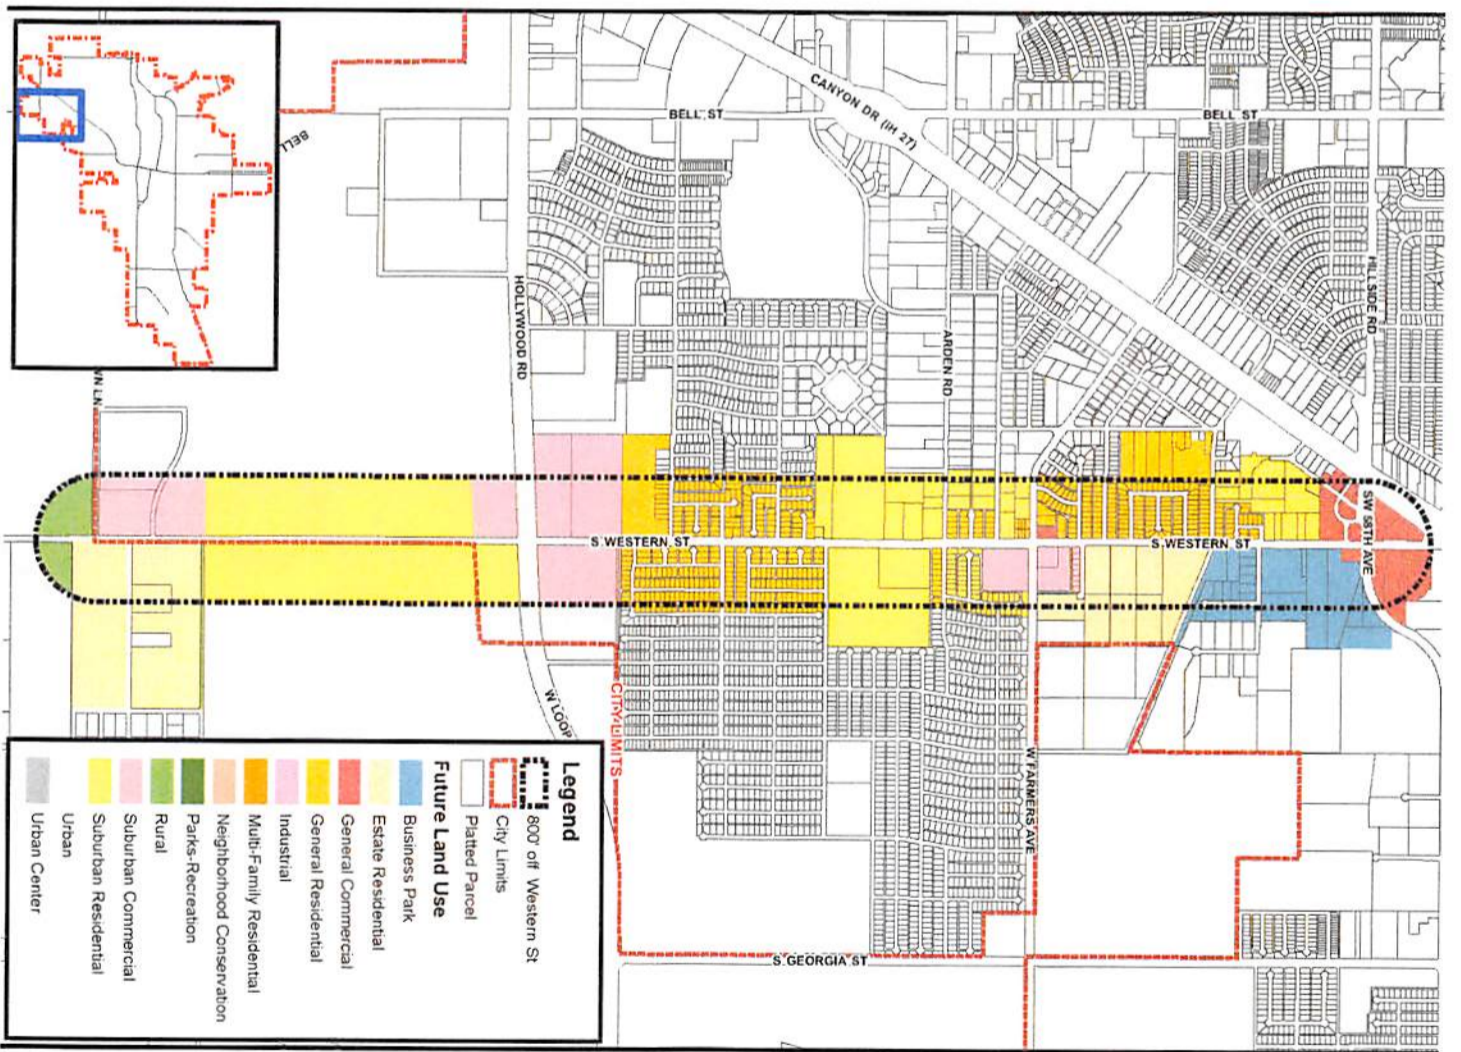 BELL ST
CANYON DR (IH 27)
BELL ST
BELL
HILLSIDE RD
HOLLYWOOD RD
ARDEN RD
WN LN
SW 58TH AVE
S WESTERN ST
S WESTERN ST
W LOOP
CITY LIMITS
W FARMERS AVE
S GEORGIA ST
Legend
800' off Western St
City Limits
Platted Parcel
Future Land Use
Business Park
Estate Residential
General Commercial
General Residential
Industrial
Multi-Family Residential
Neighborhood Conservation
Parks-Recreation
Rural
Suburban Commercial
Suburban Residential
Urban
Urban Center